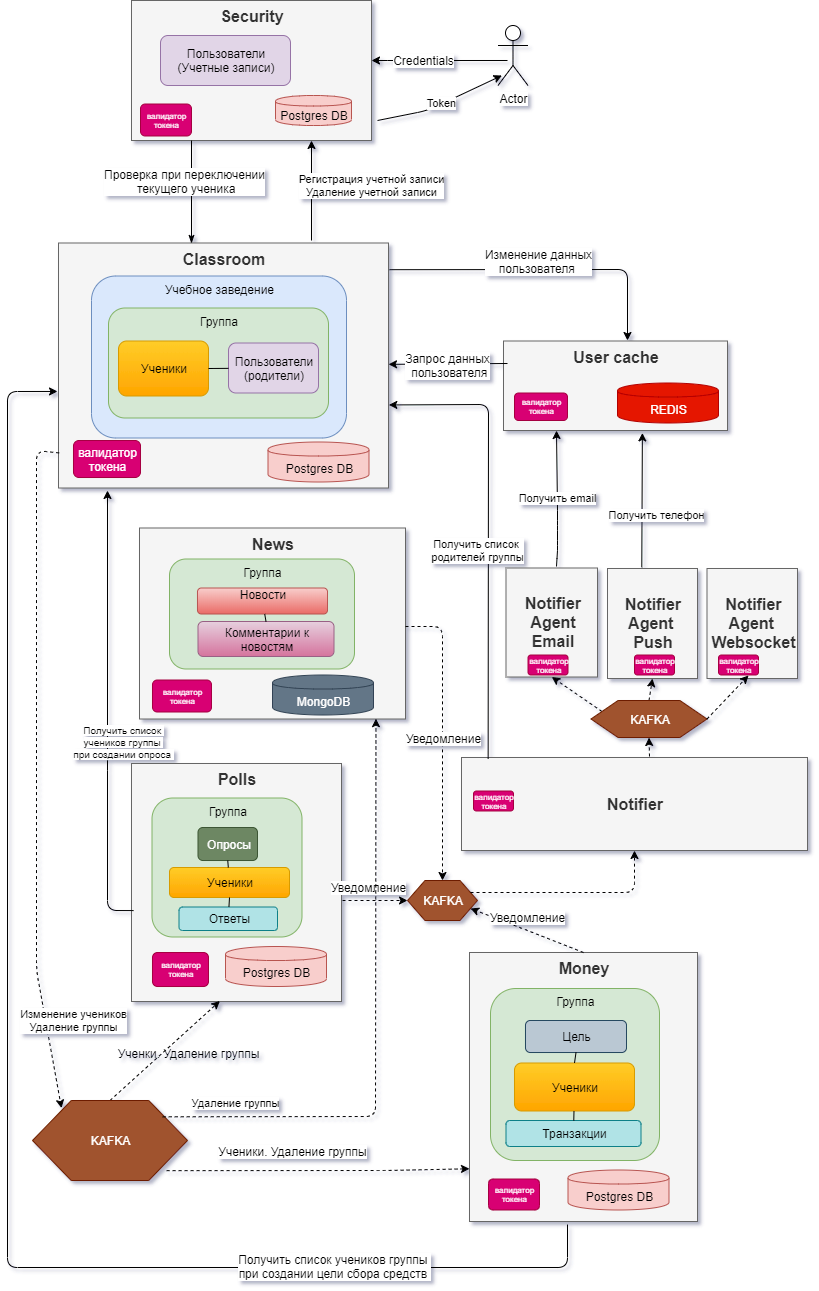 Security
Пользователи
(Учетные записи)
валидатор
токена
Postgres DB
Credentials
Token
Actor
Проверка при переключении
текущего ученика
Регистрация учетной записи
Удаление учетной записи
Classroom
Учебное заведение
Группа
Ученики
Пользователи
(родители)
валидатор
токена
Postgres DB
Изменение данных
пользователя
Запрос данных
пользователя
User cache
валидатор
токена
REDIS
Получить email
Получить телефон
Получить список
родителей группы
News
Группа
Новости
Комментарии к
новостям
валидатор
токена
MongoDB
Notifier
Agent
Email
валидатор
токена
Notifier
Agent
Push
валидатор
токена
Notifier
Agent
Websocket
валидатор
токена
KAFKA
Уведомление
Получить список
учеников группы
при создании опроса
Notifier
валидатор
токена
Polls
Группа
Опросы
Ученики
Ответы
валидатор
токена
Postgres DB
Уведомление
KAFKA
Уведомление
Изменение учеников
Удаление группы
Ученки. Удаление группы
Удаление группы
KAFKA
Ученики. Удаление группы
Money
Группа
Цель
Ученики
Транзакции
валидатор
токена
Postgres DB
Получить список учеников группы
при создании цели сбора средств